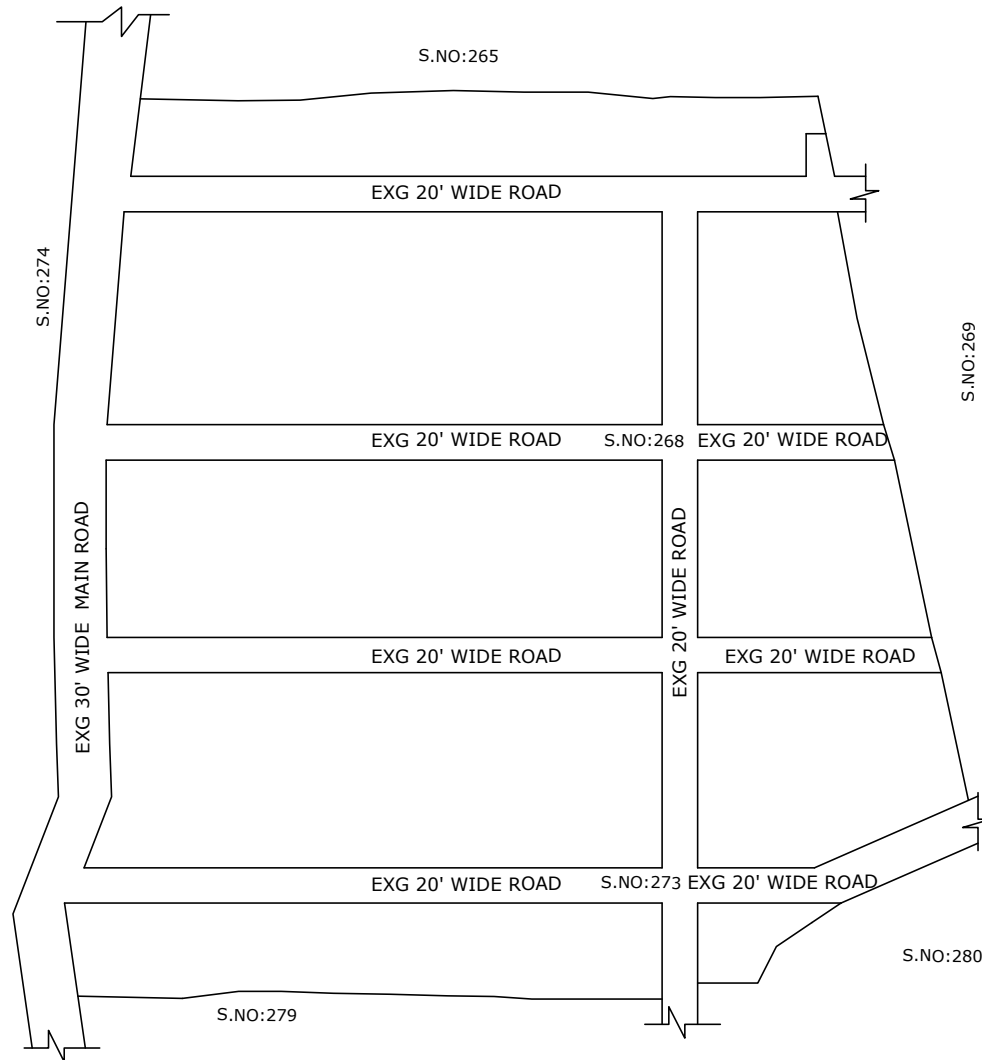 S.NO:265
EXG 20' WIDE ROAD
S.NO:274
S.NO:269
EXG 20' WIDE ROAD
S.NO:268
EXG 20' WIDE ROAD
EXG 30' WIDE MAIN ROAD
EXG 20' WIDE ROAD
EXG 20' WIDE ROAD
EXG 20' WIDE ROAD
EXG 20' WIDE ROAD
S.NO:273
EXG 20' WIDE ROAD
S.NO:280
S.NO:279